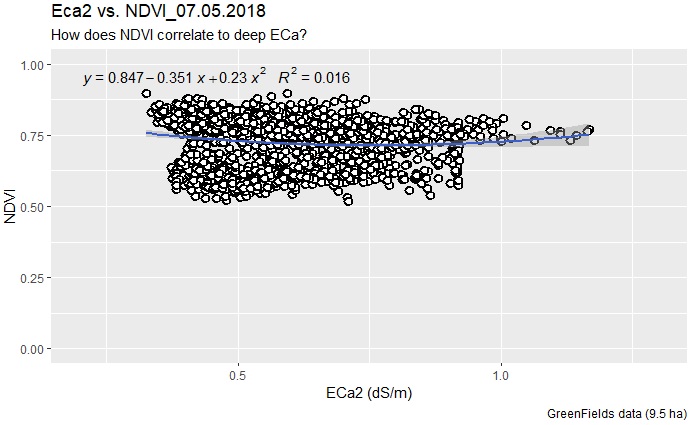 Eca2 vs. NDVI_07.05.2018
How does NDVI correlate to deep ECa?
1.00
y = 0.847 − 0.351 x + 0.23 x² R² = 0.016
0.75
NDVI
0.50
0.25
0.00
0.5 1.0
ECa2 (dS/m)
GreenFields data (9.5 ha)